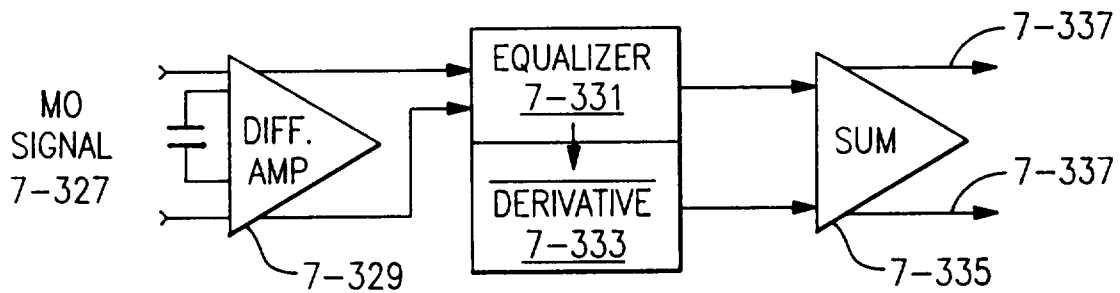 MO
SIGNAL
7-327
DIFF.
AMP
7-329
EQUALIZER
7-331
DERIVATIVE
7-333
SUM
7-335
7-337
7-337